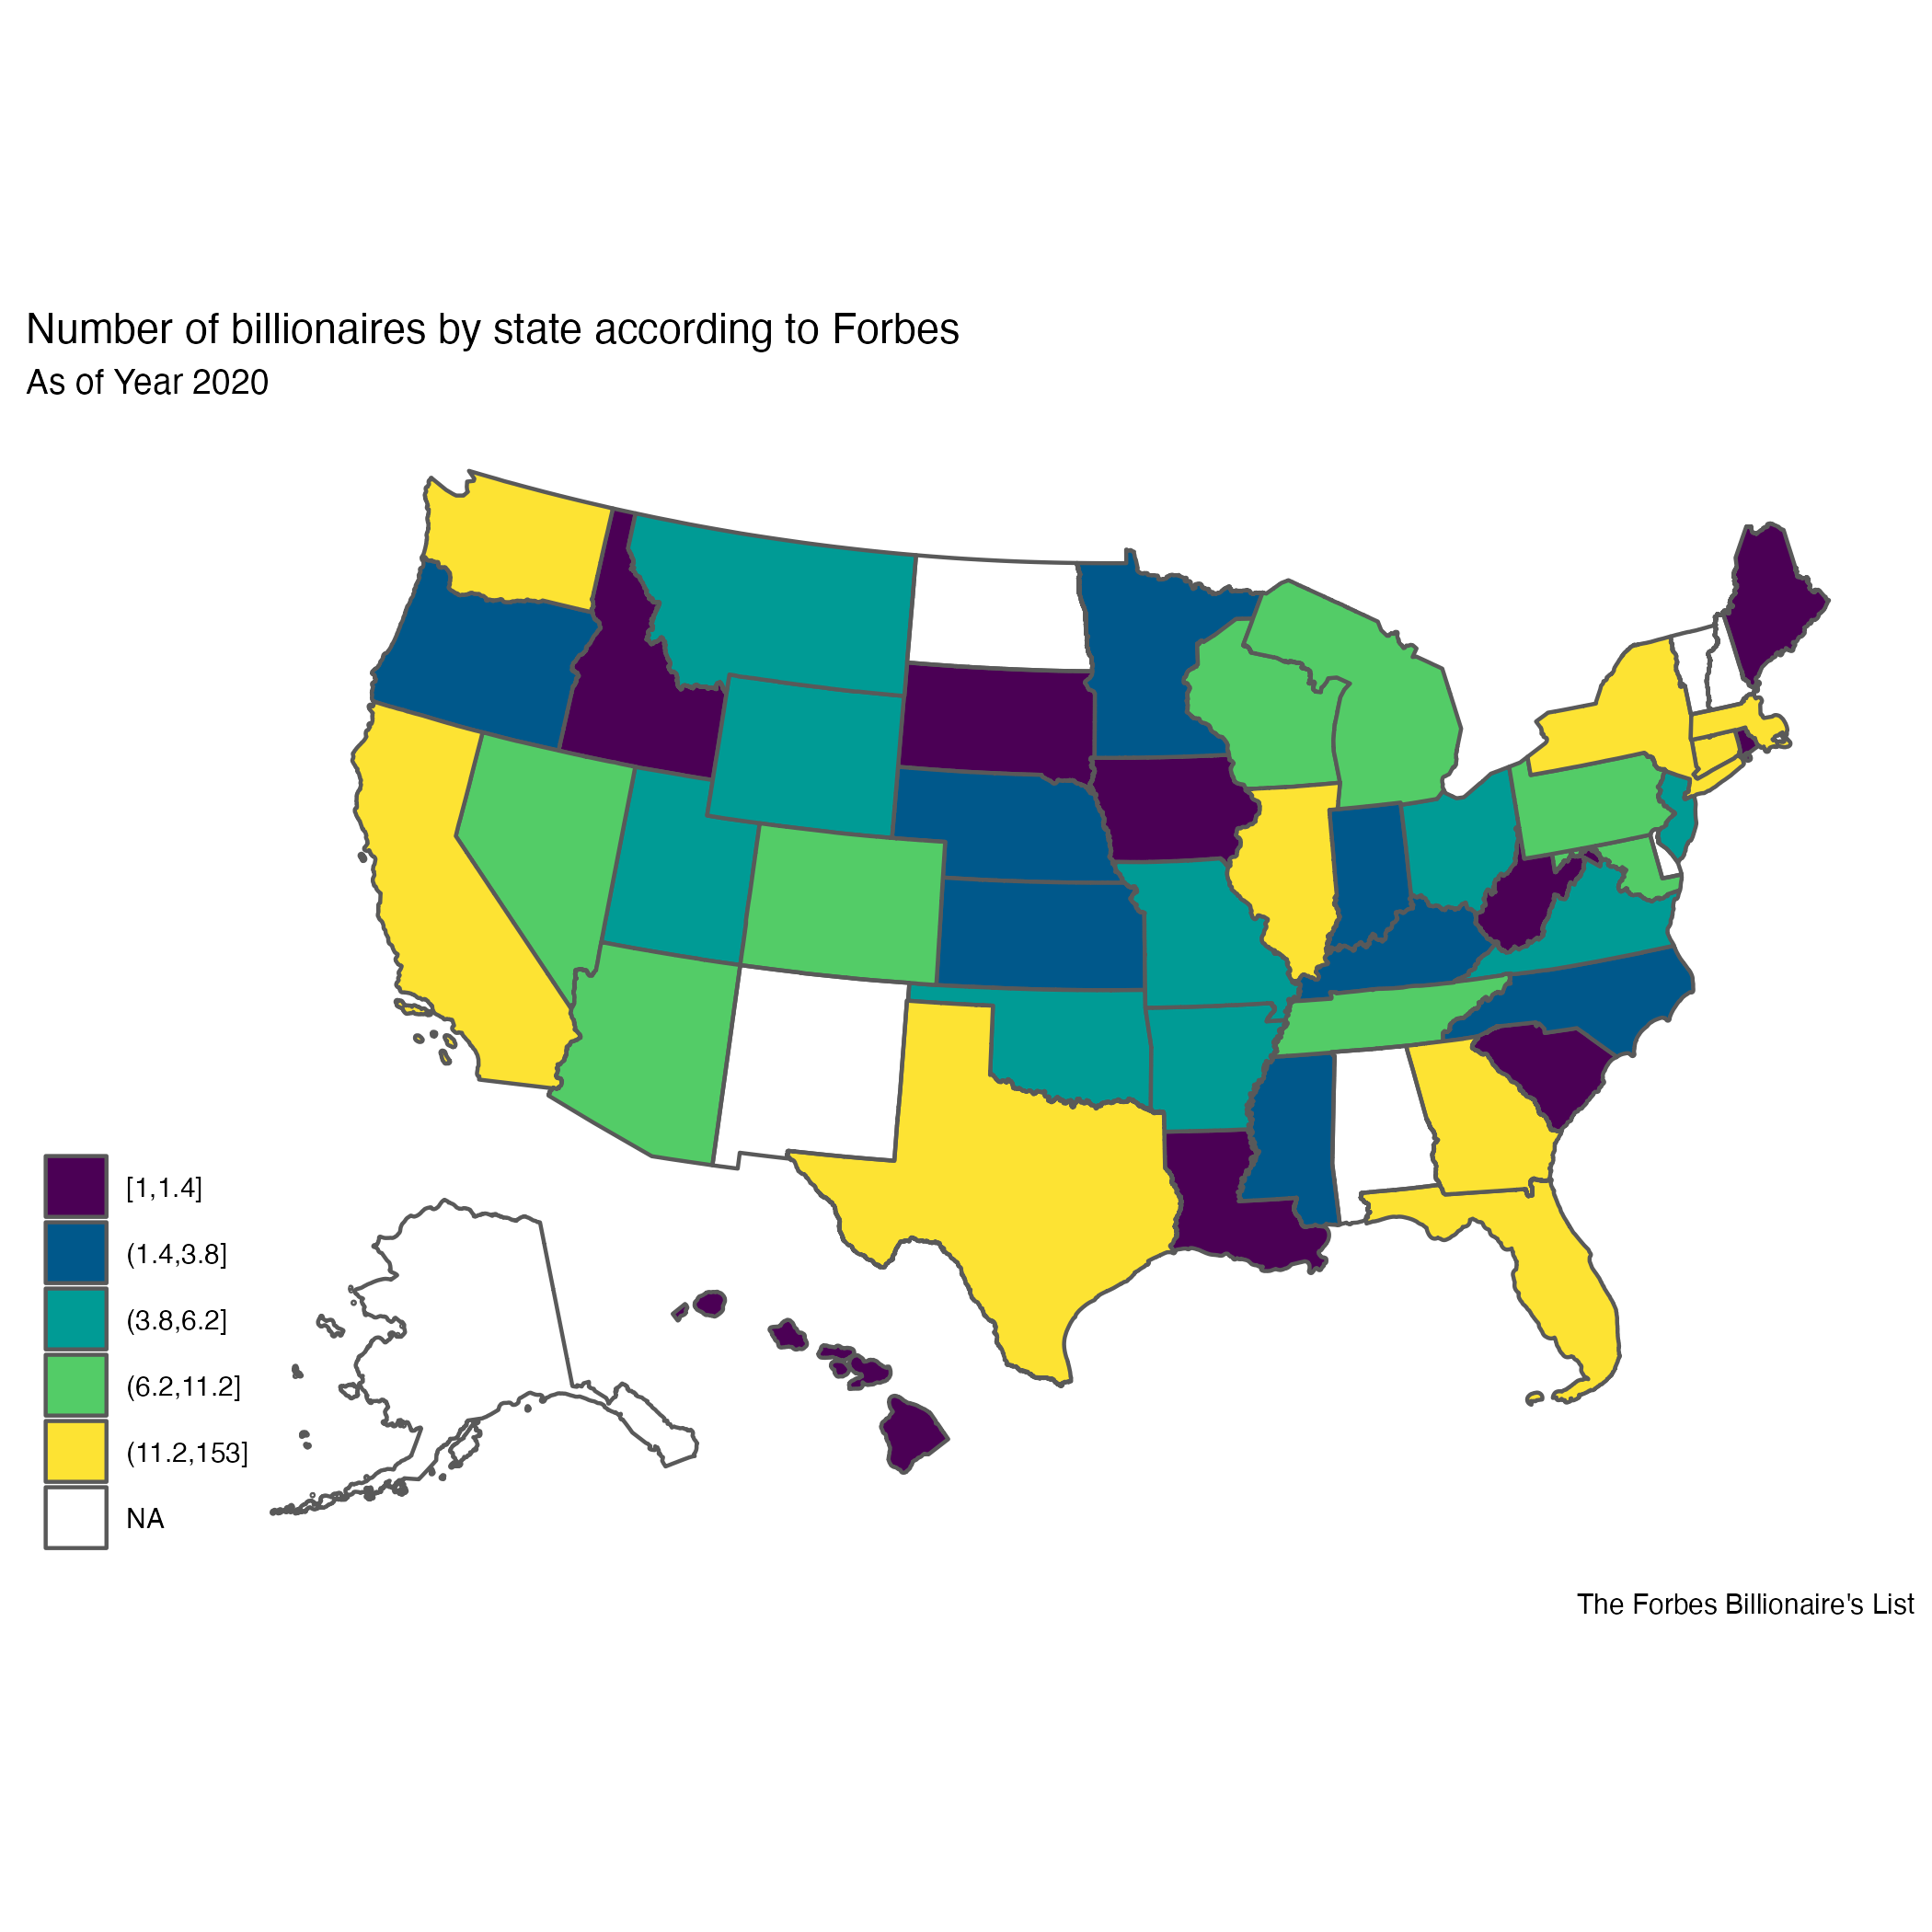 Number of billionaires by state according to Forbes
As of Year 2020
[1,1.4]
(1.4,3.8]
(3.8,6.2]
(6.2,11.2]
(11.2,153]
NA
The Forbes Billionaire's List